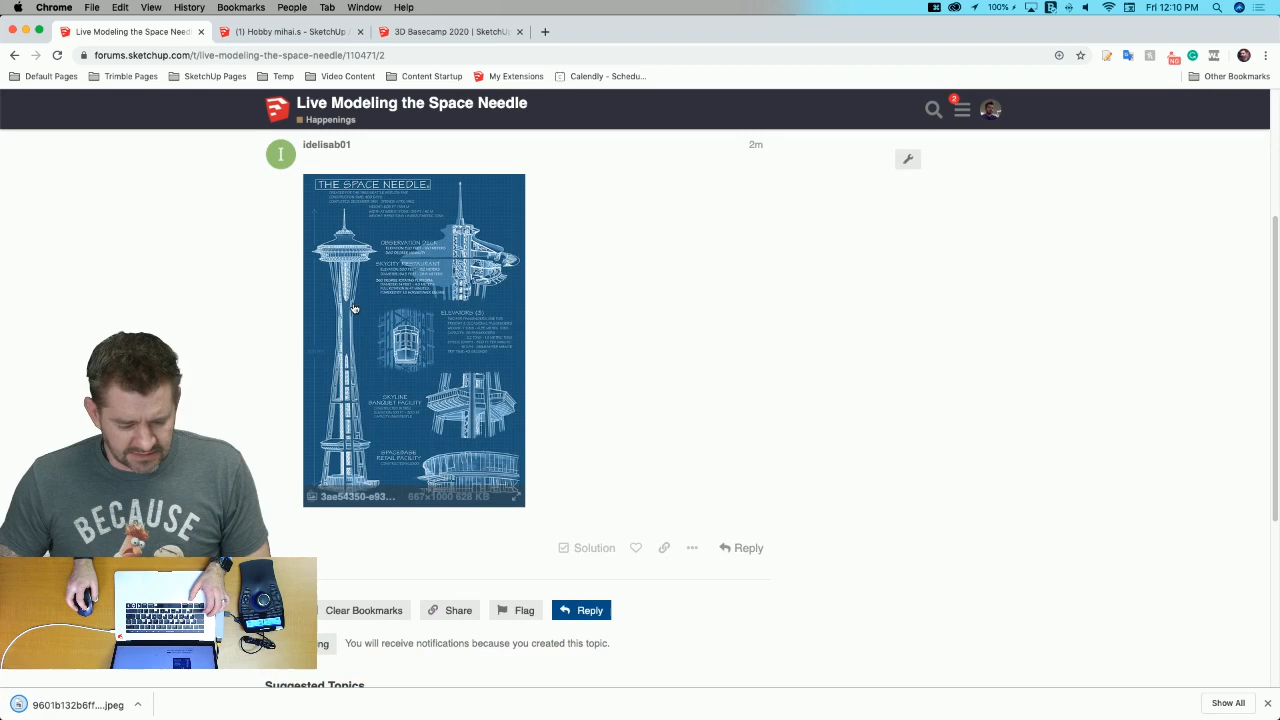 Chrome File Edit View History Bookmarks People Tab Window Help
100% Fri 12:10 PM
Live Modeling the Space Needl
(1) Hobby mihai.s - SketchUp
3D Basecamp 2020 | SketchU
forums.sketchup.com/t/live-modeling-the-space-needle/110471/2
Default Pages Trimble Pages SketchUp Pages Temp Video Content Content Startup My Extensions Calendly - Schedu... Other Bookmarks
Live Modeling the Space Needle
Happenings
2
I
idelisab01
2m
THE SPACE NEEDLE.
OBSERVATION DECK
SKYCITY RESTAURANT
ELEVATORS (3)
SKYLINE
BANQUET FACILITY
SPACEBASE
RETAIL FACILITY
3ae54350-e93... 667×1000 628 KB
Solution
Reply
Clear Bookmarks
Share
Flag
Reply
ng
You will receive notifications because you created this topic.
Suggested Topics
BECAUSE
9601b132b6ff....jpeg
Show All